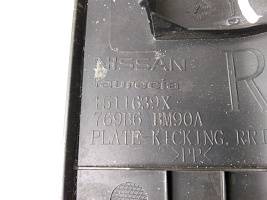 NISSAN
faurecia
1511639X
769B6 BM90A
PLATE-KICKING, RR
>PP<
R